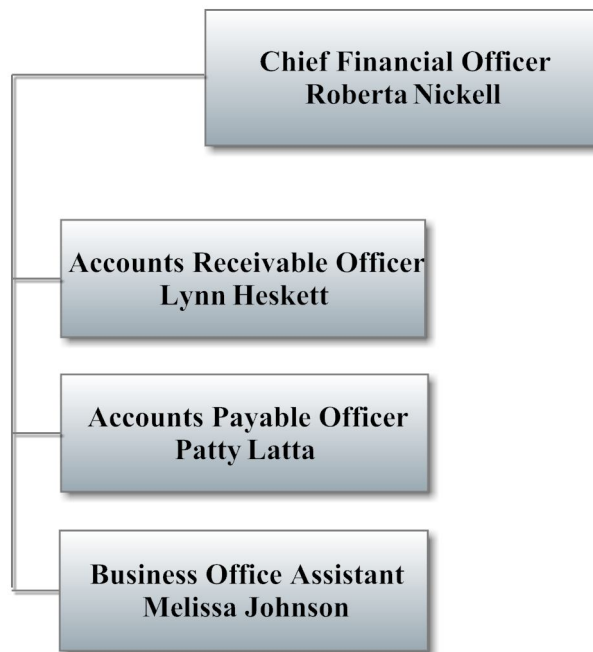 Chief Financial Officer
Roberta Nickell
Accounts Receivable Officer
Lynn Heskett
Accounts Payable Officer
Patty Latta
Business Office Assistant
Melissa Johnson